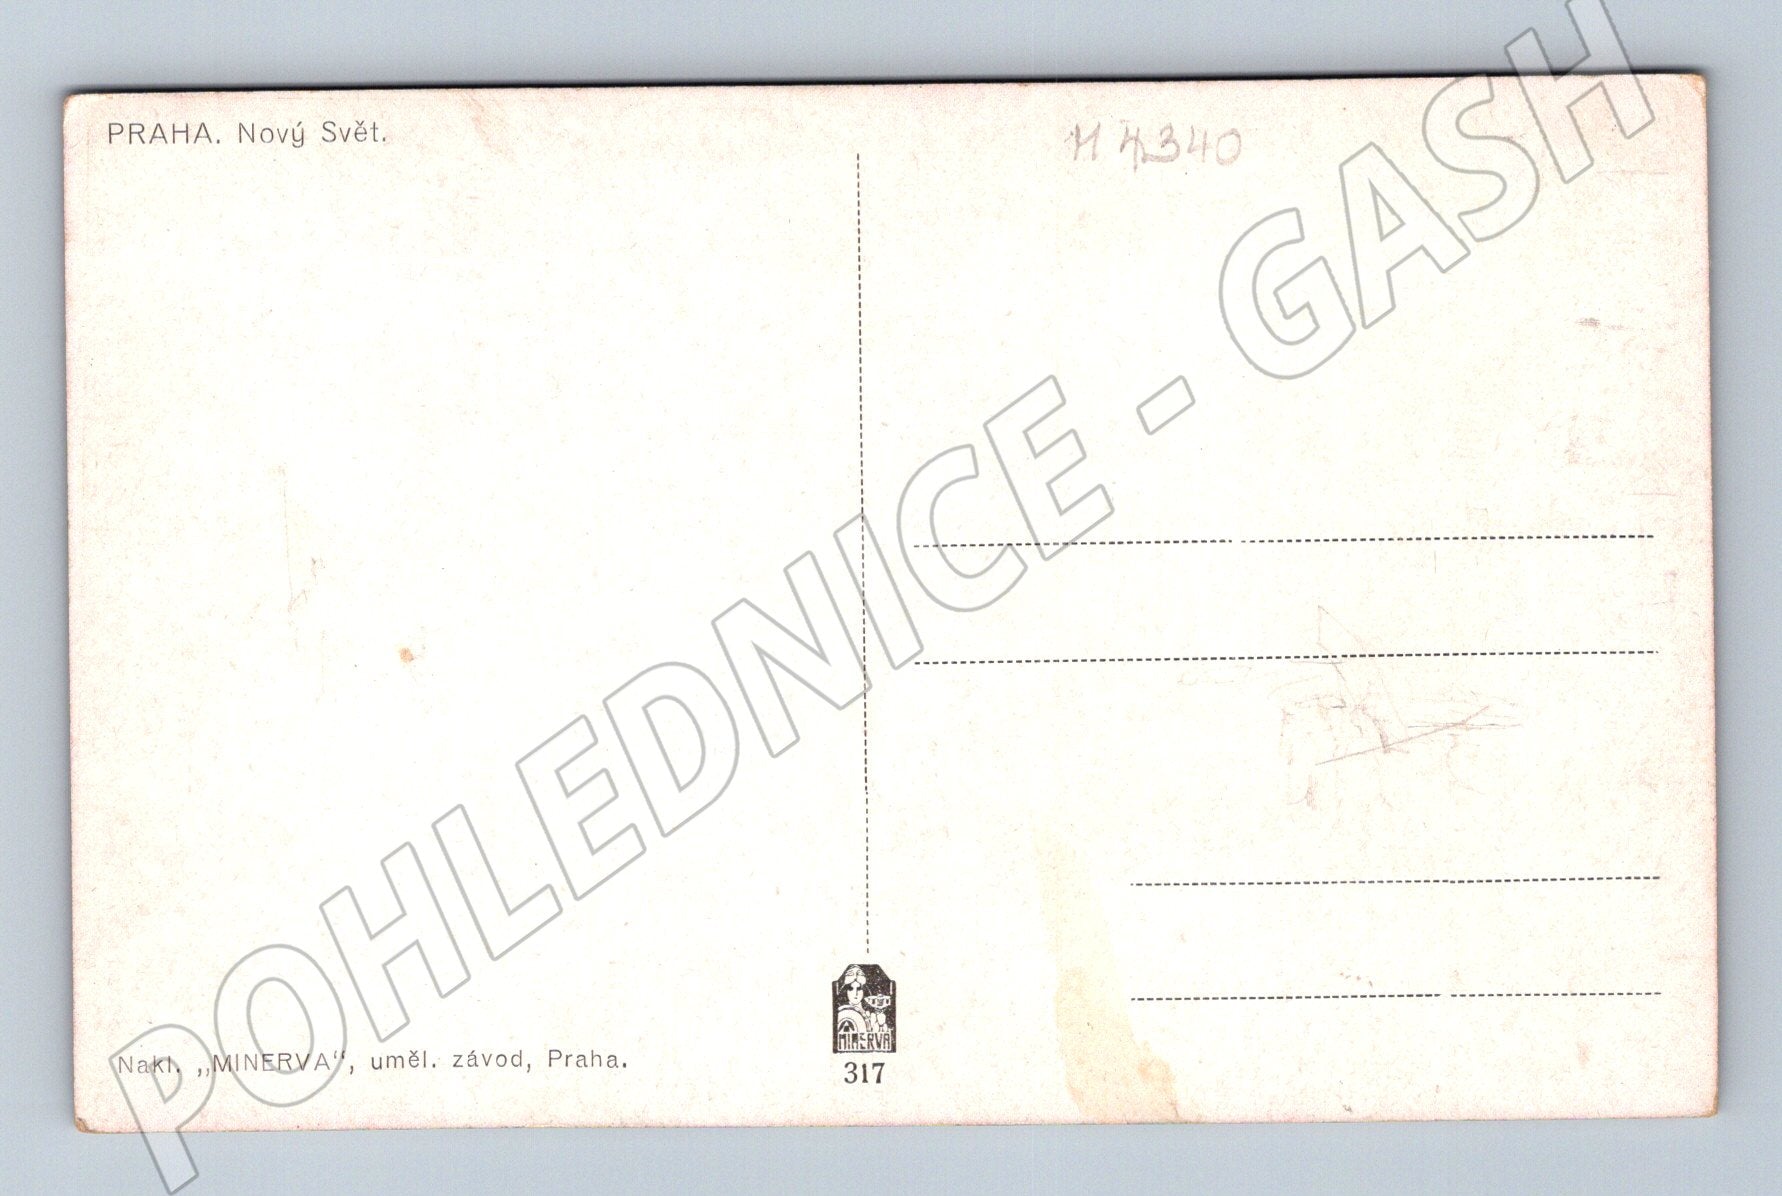 PRAHA. Nový Svět.
H 4340
POHLEDNICE - GASH
Nakl. „MINERVA“, uměl. závod, Praha.
MINERVA
317